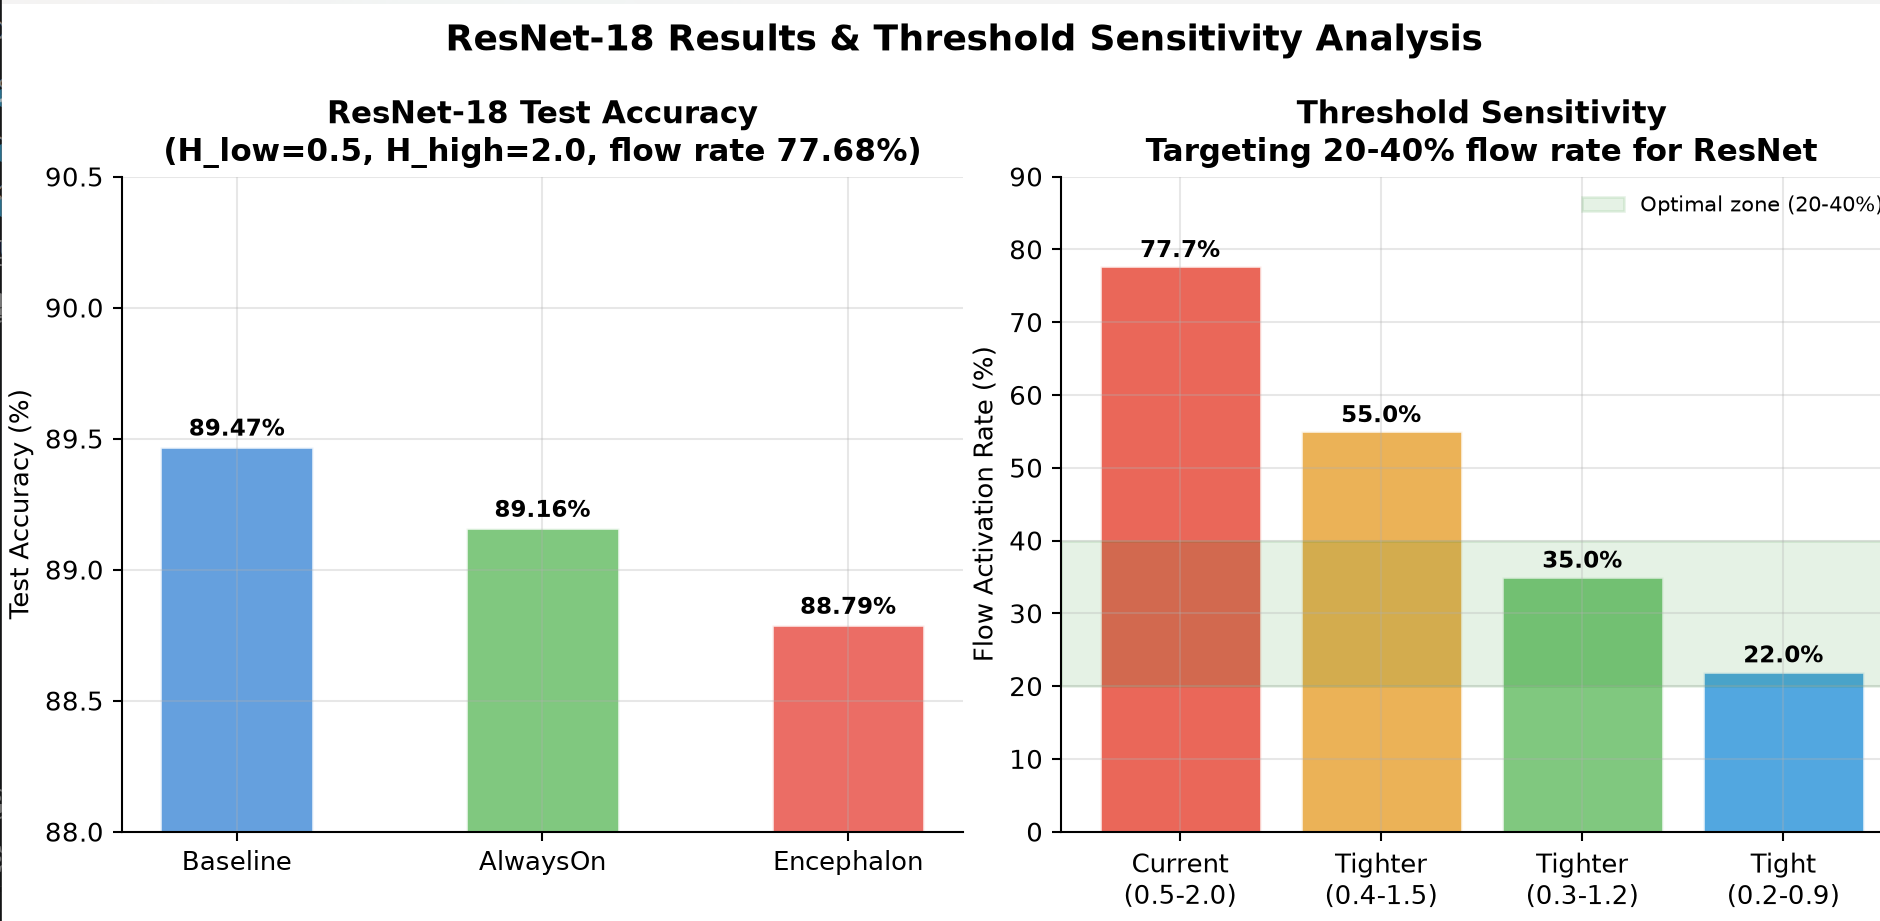 ResNet-18 Results & Threshold Sensitivity Analysis
ResNet-18 Test Accuracy
(H_low=0.5, H_high=2.0, flow rate 77.68%)
90.5
90.0
89.5
89.0
88.5
88.0
Test Accuracy (%)
89.47%
89.16%
88.79%
Baseline
AlwaysOn
Encephalon
Threshold Sensitivity
Targeting 20-40% flow rate for ResNet
90
80
70
60
50
40
30
20
10
0
Flow Activation Rate (%)
Optimal zone (20-40%)
77.7%
55.0%
35.0%
22.0%
Current
(0.5-2.0)
Tighter
(0.4-1.5)
Tighter
(0.3-1.2)
Tight
(0.2-0.9)